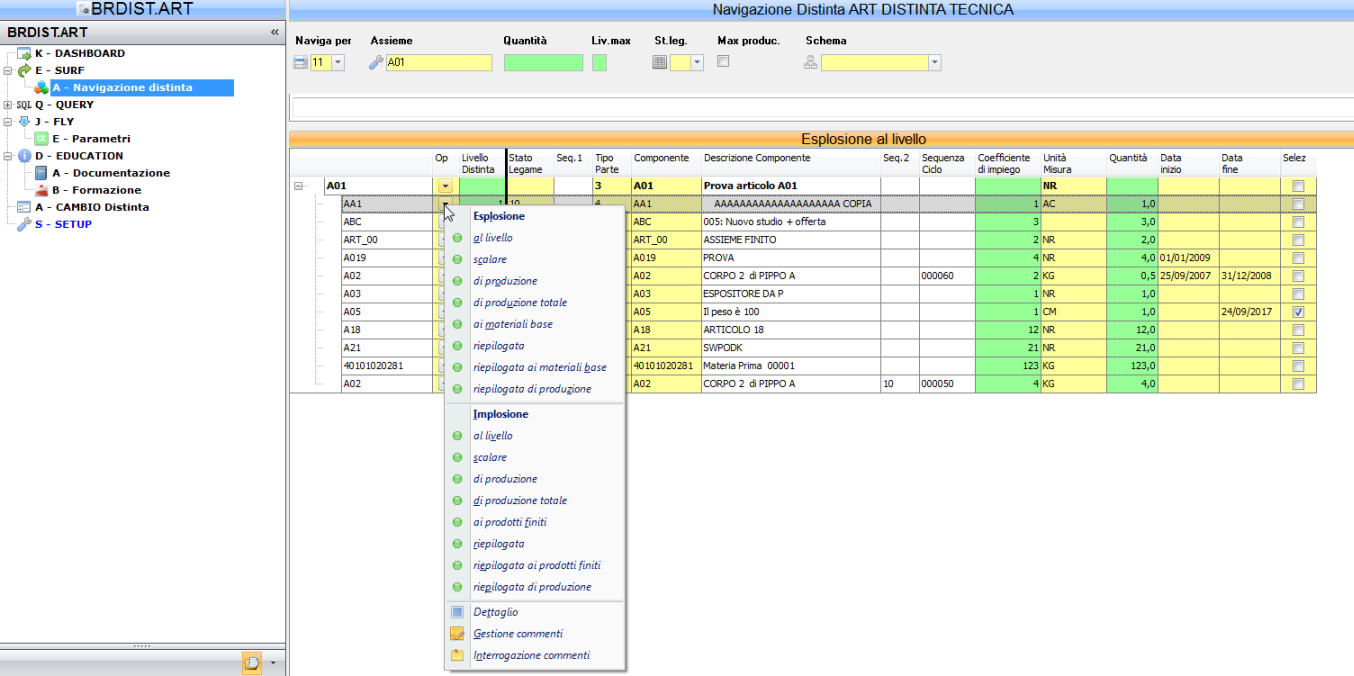 BRDIST.ART
Navigazione Distinta ART DISTINTA TECNICA
BRDIST.ART «
K - DASHBOARD
E - SURF
A - Navigazione distinta
SQL Q - QUERY
J - FLY
E - Parametri
D - EDUCATION
A - Documentazione
B - Formazione
A - CAMBIO Distinta
S - SETUP
Naviga per Assieme Quantità Liv.max St.leg. Max produc. Schema
11 A01
Esplosione al livello
Op Livello Distinta Stato Legame Seq.1 Tipo Parte Componente Descrizione Componente Seq.2 Sequenza Ciclo Coefficiente di impiego Unità Misura Quantità Data inizio Data fine Selez
A01 3 A01 Prova articolo A01 NR
AA1 1 10 4 AA1 AAAAAAAAAAAAAAAAAAAA COPIA 1 AC 1,0
ABC ABC 005: Nuovo studio + offerta 3 3,0
ART_00 ART_00 ASSIEME FINITO 2 NR 2,0
A019 A019 PROVA 4 NR 4,0 01/01/2009
A02 A02 CORPO 2 di PIPPO A 000060 2 KG 0,5 25/09/2007 31/12/2008
A03 A03 ESPOSITORE DA P 1 NR 1,0
A05 A05 Il peso è 100 1 CM 1,0 24/09/2017
A18 A18 ARTICOLO 18 12 NR 12,0
A21 A21 SWPODK 21 NR 21,0
40101020281 40101020281 Materia Prima 00001 123 KG 123,0
A02 A02 CORPO 2 di PIPPO A 10 000050 4 KG 4,0
Esplosione
al livello
scalare
di produzione
di produzione totale
ai materiali base
riepilogata
riepilogata ai materiali base
riepilogata di produzione
Implosione
al livello
scalare
di produzione
di produzione totale
ai prodotti finiti
riepilogata
riepilogata ai prodotti finiti
riepilogata di produzione
Dettaglio
Gestione commenti
Interrogazione commenti